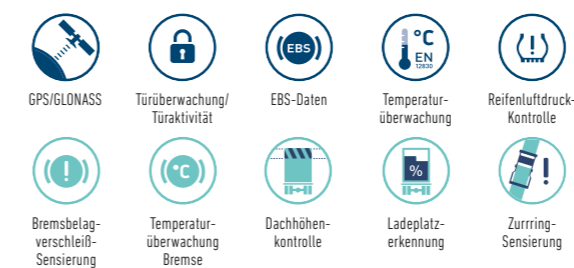 EBS
°C
EN
12830
GPS/GLONASS
Türüberwachung/
Türaktivität
EBS-Daten
Temperatur-
überwachung
Reifenluftdruck-
Kontrolle
°C
%
Bremsbelag-
verschleiß-
Sensierung
Temperatur-
überwachung
Bremse
Dachhöhen-
kontrolle
Ladeplatz-
erkennung
Zurrring-
Sensierung